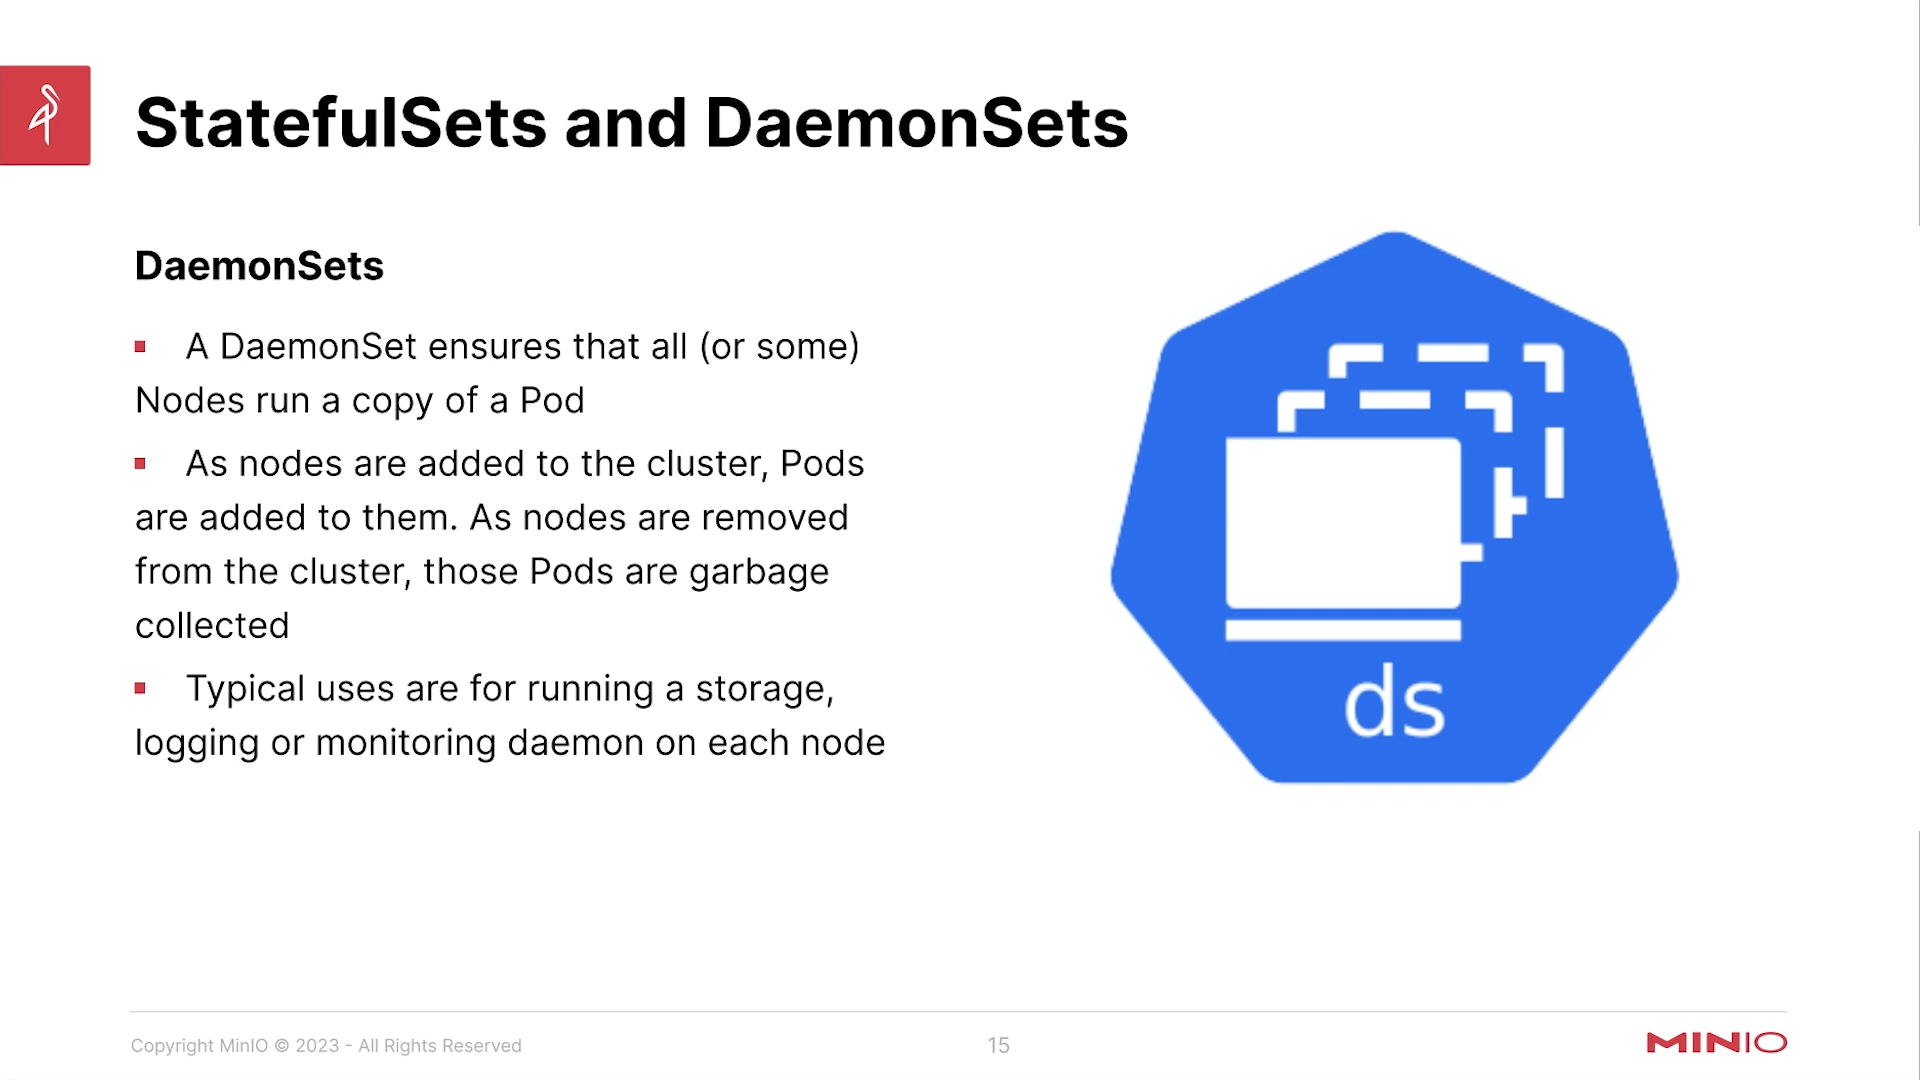 StatefulSets and DaemonSets
DaemonSets
▪ A DaemonSet ensures that all (or some)
Nodes run a copy of a Pod
▪ As nodes are added to the cluster, Pods
are added to them. As nodes are removed
from the cluster, those Pods are garbage
collected
▪ Typical uses are for running a storage,
logging or monitoring daemon on each node
ds
Copyright MinIO © 2023 - All Rights Reserved
15
MINIO